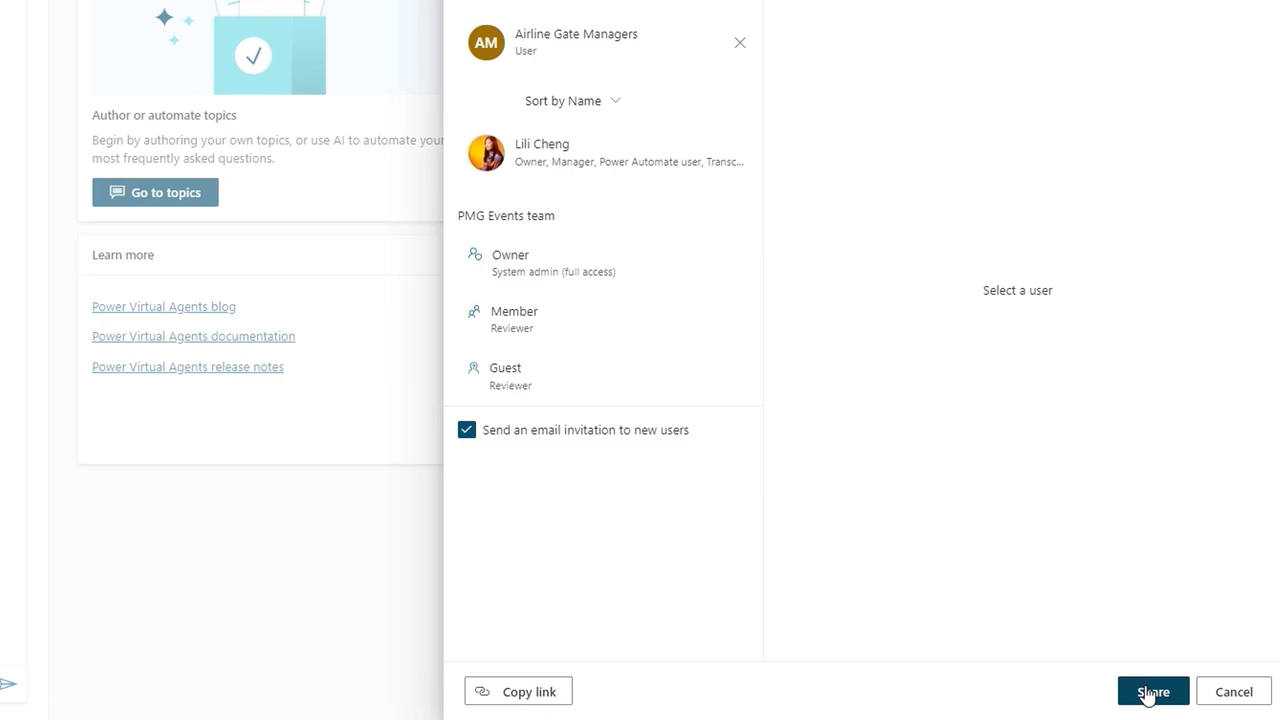 Author or automate topics
Begin by authoring your own topics, or use AI to automate your
most frequently asked questions.
Go to topics
Learn more
Power Virtual Agents blog
Power Virtual Agents documentation
Power Virtual Agents release notes
AM
Airline Gate Managers
User
Sort by Name
Lili Cheng
Owner, Manager, Power Automate user, Transc...
PMG Events team
Owner
System admin (full access)
Member
Reviewer
Guest
Reviewer
Send an email invitation to new users
Select a user
Copy link
Share
Cancel